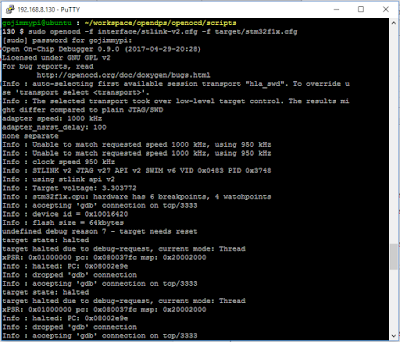 192.168.8.130 - PuTTY
gojimmypi@ubuntu : ~/workspace/opendps/openocd/scripts
130 $ sudo openocd -f interface/stlink-v2.cfg -f target/stm32f1x.cfg
[sudo] password for gojimmypi:
Open On-Chip Debugger 0.9.0 (2017-04-29-20:28)
Licensed under GNU GPL v2
For bug reports, read
http://openocd.org/doc/doxygen/bugs.html
Info : auto-selecting first available session transport "hla_swd". To override u
se 'transport select <transport>'.
Info : The selected transport took over low-level target control. The results mi
ght differ compared to plain JTAG/SWD
adapter speed: 1000 kHz
adapter_nsrst_delay: 100
none separate
Info : Unable to match requested speed 1000 kHz, using 950 kHz
Info : Unable to match requested speed 1000 kHz, using 950 kHz
Info : clock speed 950 kHz
Info : STLINK v2 JTAG v27 API v2 SWIM v6 VID 0x0483 PID 0x3748
Info : using stlink api v2
Info : Target voltage: 3.303772
Info : stm32f1x.cpu: hardware has 6 breakpoints, 4 watchpoints
Info : accepting 'gdb' connection on tcp/3333
Info : device id = 0x10016420
Info : flash size = 64kbytes
undefined debug reason 7 - target needs reset
target state: halted
target halted due to debug-request, current mode: Thread
xPSR: 0x01000000 pc: 0x080037fc msp: 0x20002000
Info : halted: PC: 0x08002e9e
Info : dropped 'gdb' connection
Info : accepting 'gdb' connection on tcp/3333
target state: halted
target halted due to debug-request, current mode: Thread
xPSR: 0x01000000 pc: 0x080037fc msp: 0x20002000
Info : halted: PC: 0x08002e9e
Info : dropped 'gdb' connection
Info : accepting 'gdb' connection on tcp/3333